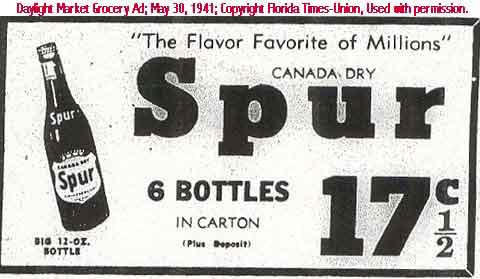 Daylight Market Grocery Ad; May 30, 1941; Copyright Florida Times-Union, Used with permission.
"The Flavor Favorite of Millions"
CANADA DRY
Spur
6 BOTTLES
IN CARTON
(Plus Deposit)
17 1/2 c
Spur
CANADA DRY
Spur
BIG 12-OZ.
BOTTLE